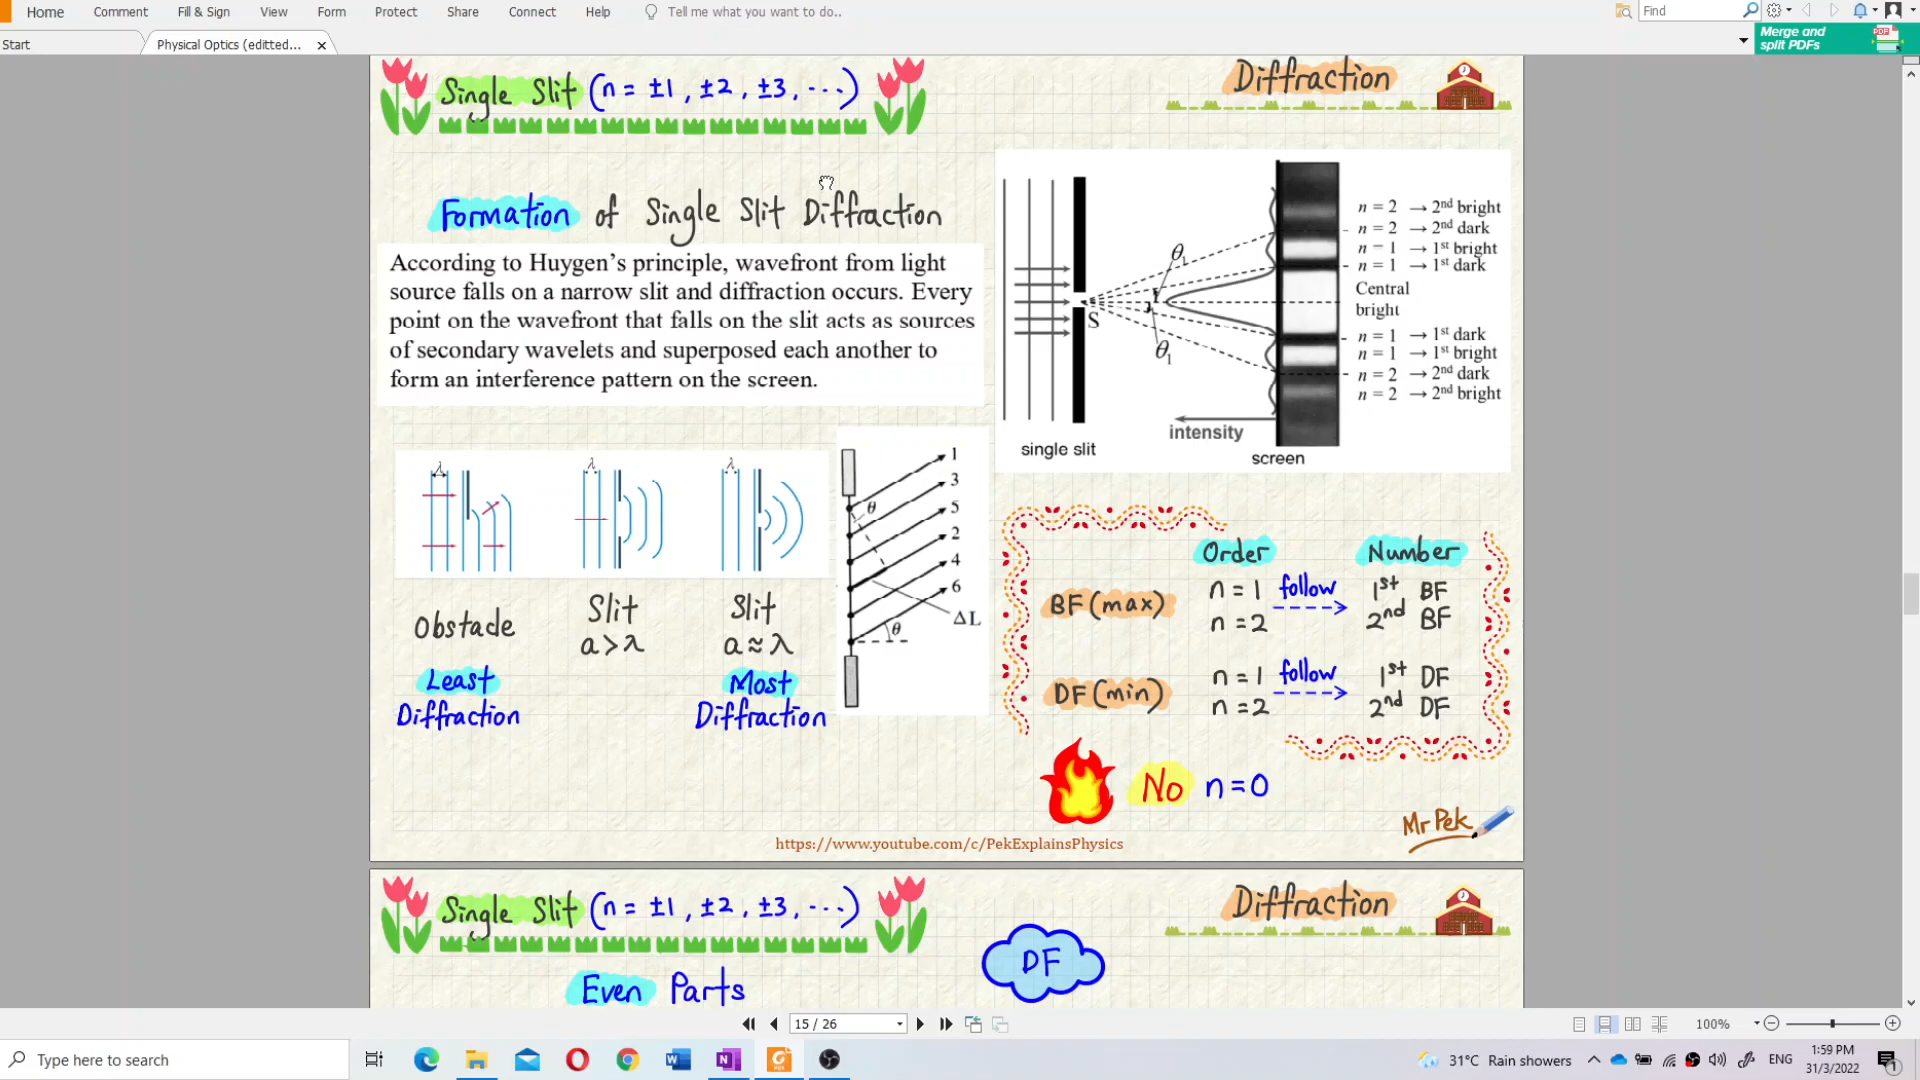 Home Comment Fill & Sign View Form Protect Share Connect Help Tell me what you want to do.. Find
Start Physical Optics (editted... × Merge and split PDFs
Single Slit (n = ±1, ±2, ±3, ...)
Diffraction
Formation of Single Slit Diffraction
According to Huygen's principle, wavefront from light
source falls on a narrow slit and diffraction occurs. Every
point on the wavefront that falls on the slit acts as sources
of secondary wavelets and superposed each another to
form an interference pattern on the screen.
n = 2 → 2nd bright
n = 2 → 2nd dark
n = 1 → 1st bright
n = 1 → 1st dark
Central
bright
n = 1 → 1st dark
n = 1 → 1st bright
n = 2 → 2nd dark
n = 2 → 2nd bright
θ1
S
θ1
intensity
single slit
screen
λ λ λ
Obstacle
Least
Diffraction
Slit
a > λ
Slit
a ≈ λ
Most
Diffraction
1
3
5
2
4
6
θ
θ
ΔL
Order Number
BF (max) n = 1 follow 1st BF
n = 2 2nd BF
DF (min) n = 1 follow 1st DF
n = 2 2nd DF
No n = 0
Mr Pek
https://www.youtube.com/c/PekExplainsPhysics
Single Slit (n = ±1, ±2, ±3, ...)
Diffraction
Even Parts
DF
15 / 26
100%
Type here to search
31°C Rain showers
ENG
1:59 PM
31/3/2022
1